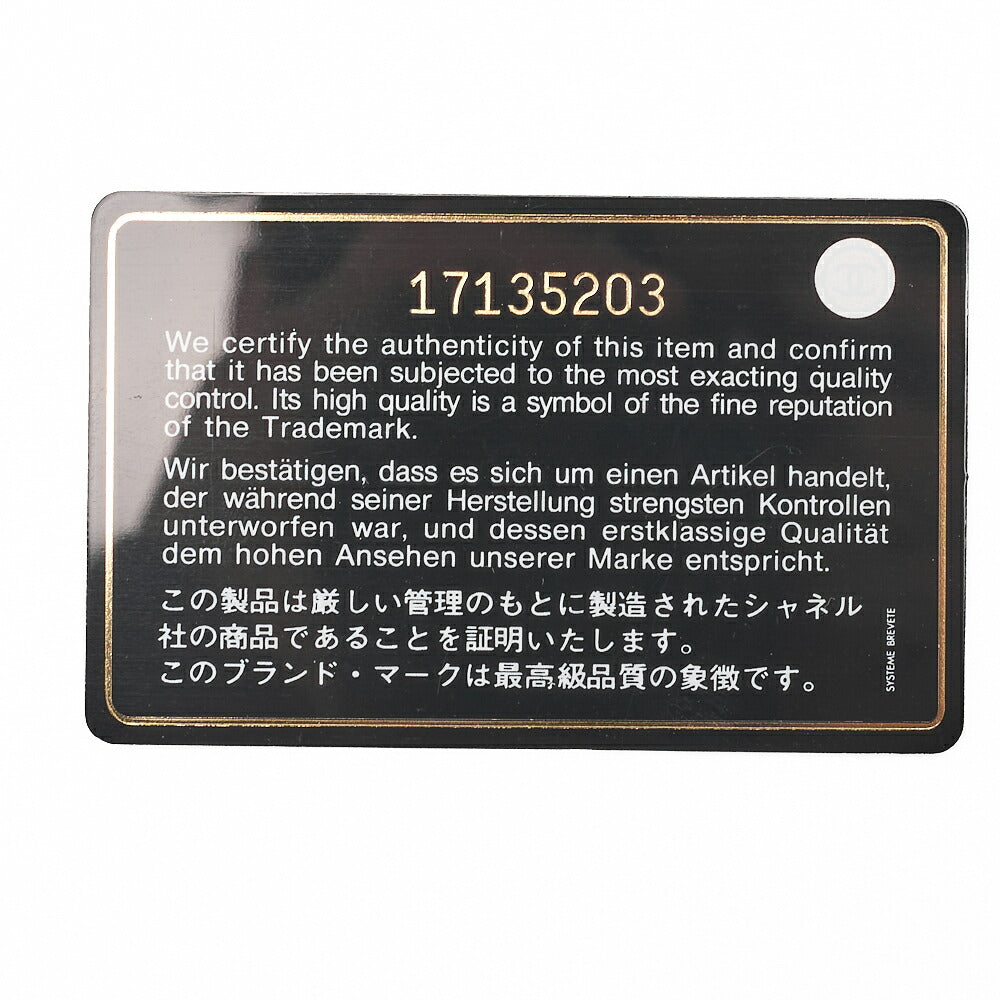 17135203
We certify the authenticity of this item and confirm
that it has been subjected to the most exacting quality
control. Its high quality is a symbol of the fine reputation
of the Trademark.
Wir bestätigen, dass es sich um einen Artikel handelt,
der während seiner Herstellung strengsten Kontrollen
unterworfen war, und dessen erstklassige Qualität
dem hohen Ansehen unserer Marke entspricht.
この製品は厳しい管理のもとに製造されたシャネル
社の商品であることを証明いたします。
このブランド・マークは最高級品質の象徴です。
SYSTEME BREVETE